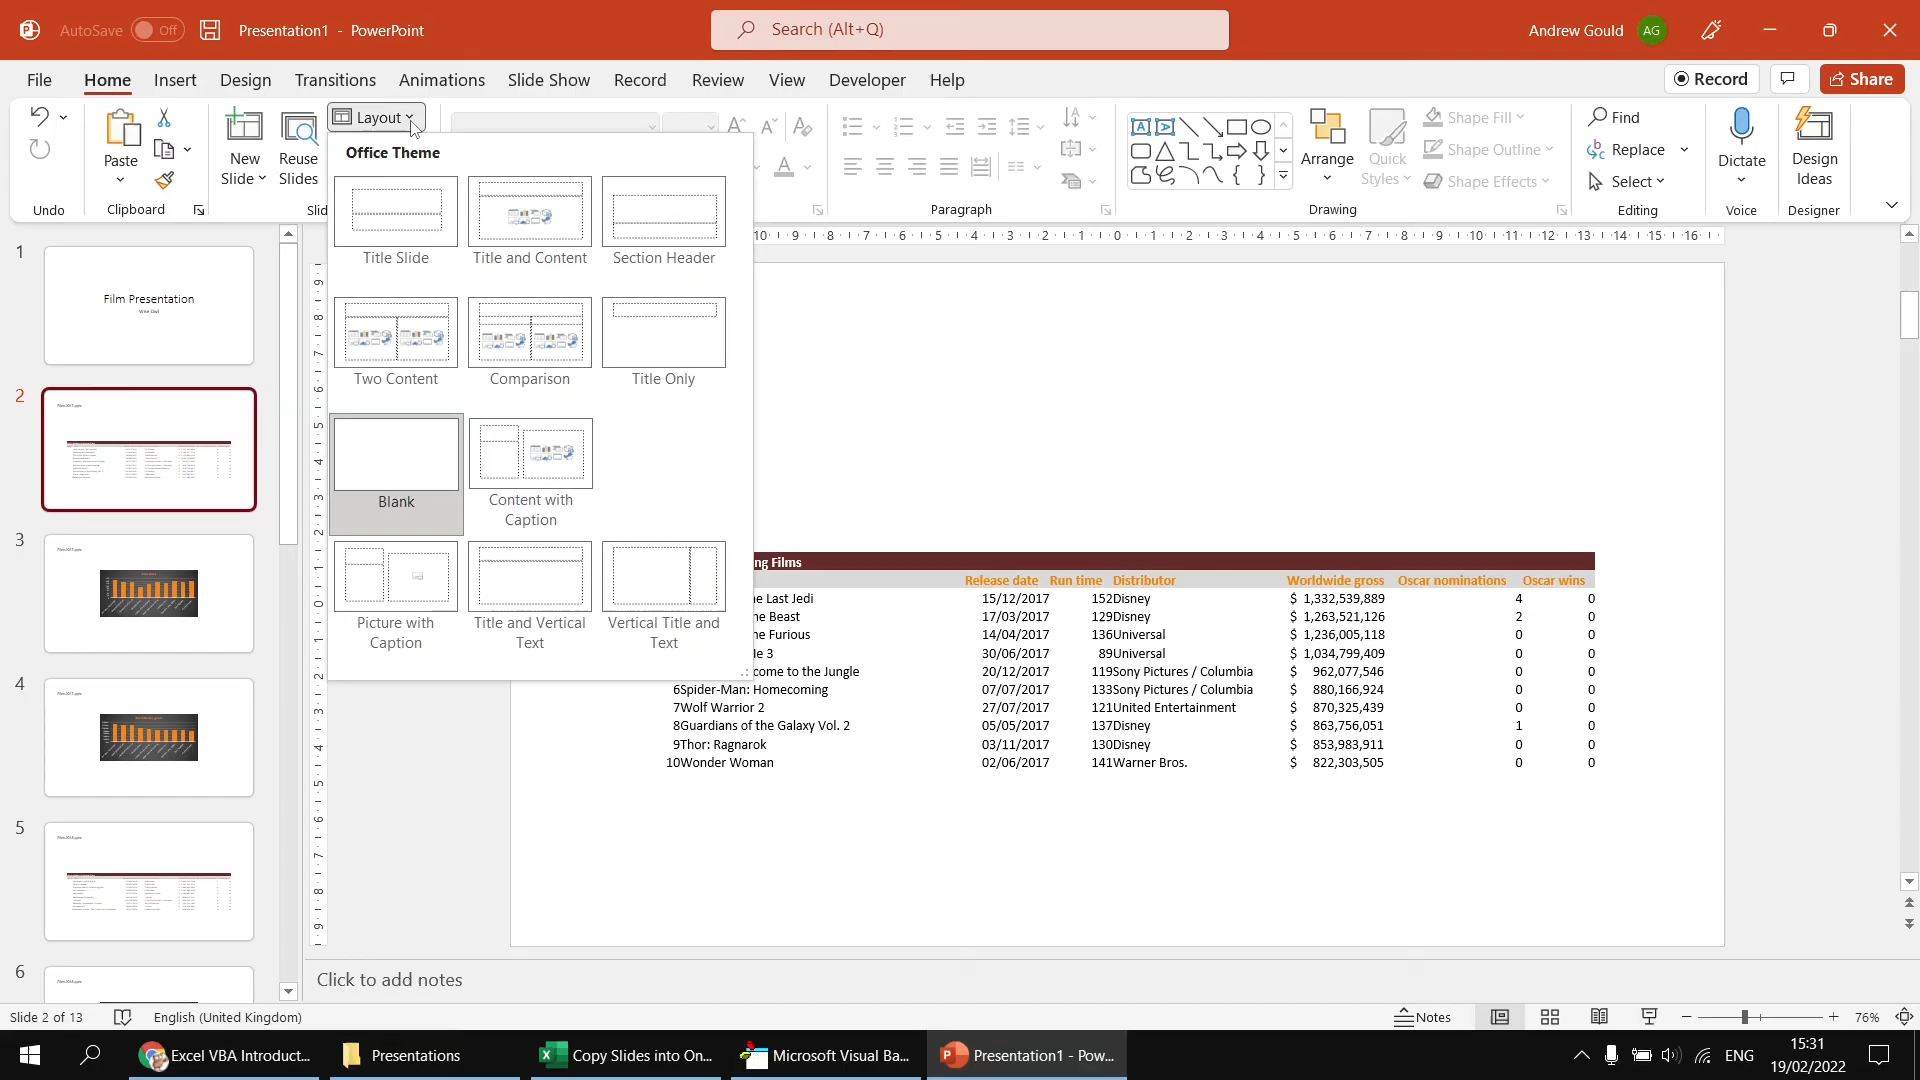 AutoSave Off Presentation1 - PowerPoint Search (Alt+Q) Andrew Gould AG
File Home Insert Design Transitions Animations Slide Show Record Review View Developer Help Record Share
Undo
Paste
Clipboard
New Slide
Reuse Slides
Layout
Paragraph
Arrange
Quick Styles
Shape Fill
Shape Outline
Shape Effects
Drawing
Find
Replace
Select
Editing
Dictate
Voice
Design Ideas
Designer
Office Theme
Title Slide
Title and Content
Section Header
Two Content
Comparison
Title Only
Blank
Content with Caption
Picture with Caption
Title and Vertical Text
Vertical Title and Text
1
Film Presentation
Wise Owl
2
3
4
5
6
ng Films
Release date Run time Distributor Worldwide gross Oscar nominations Oscar wins
e Last Jedi 15/12/2017 152Disney $ 1,332,539,889 4 0
ne Beast 17/03/2017 129Disney $ 1,263,521,126 2 0
ne Furious 14/04/2017 136Universal $ 1,236,005,118 0 0
le 3 30/06/2017 89Universal $ 1,034,799,409 0 0
come to the Jungle 20/12/2017 119Sony Pictures / Columbia $ 962,077,546 0 0
6Spider-Man: Homecoming 07/07/2017 133Sony Pictures / Columbia $ 880,166,924 0 0
7Wolf Warrior 2 27/07/2017 121United Entertainment $ 870,325,439 0 0
8Guardians of the Galaxy Vol. 2 05/05/2017 137Disney $ 863,756,051 1 0
9Thor: Ragnarok 03/11/2017 130Disney $ 853,983,911 0 0
10Wonder Woman 02/06/2017 141Warner Bros. $ 822,303,505 0 0
Click to add notes
Slide 2 of 13 English (United Kingdom) Notes 76%
Excel VBA Introduct... Presentations Copy Slides into On... Microsoft Visual Ba... Presentation1 - Pow... ENG
15:31
19/02/2022